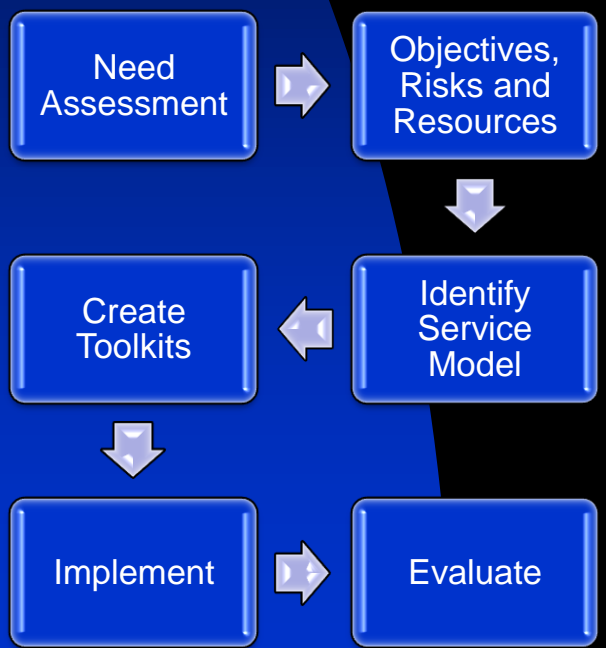 Need
Assessment
Objectives,
Risks and
Resources
Identify
Service
Model
Create
Toolkits
Implement
Evaluate